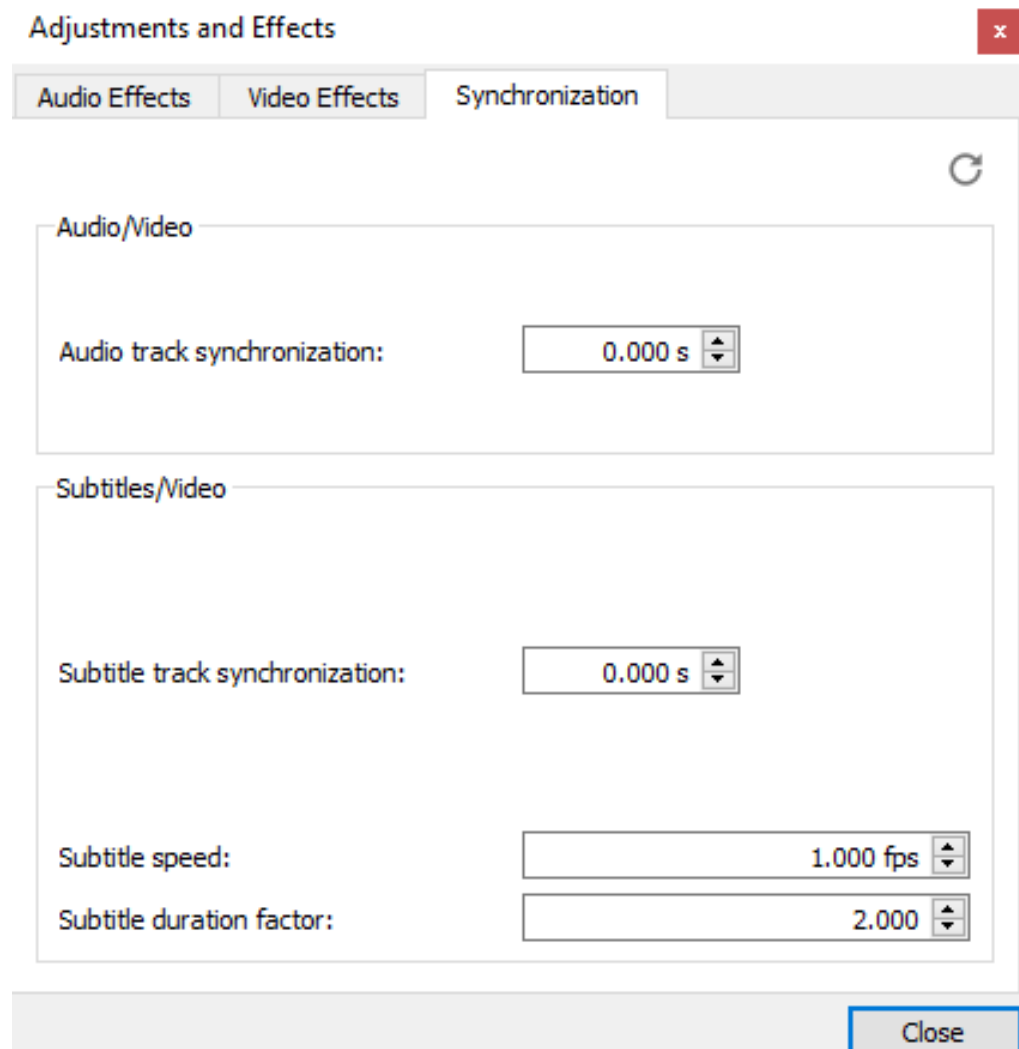 Adjustments and Effects
x
Audio Effects Video Effects Synchronization
Audio/Video
Audio track synchronization: 0.000 s
Subtitles/Video
Subtitle track synchronization: 0.000 s
Subtitle speed: 1.000 fps
Subtitle duration factor: 2.000
Close